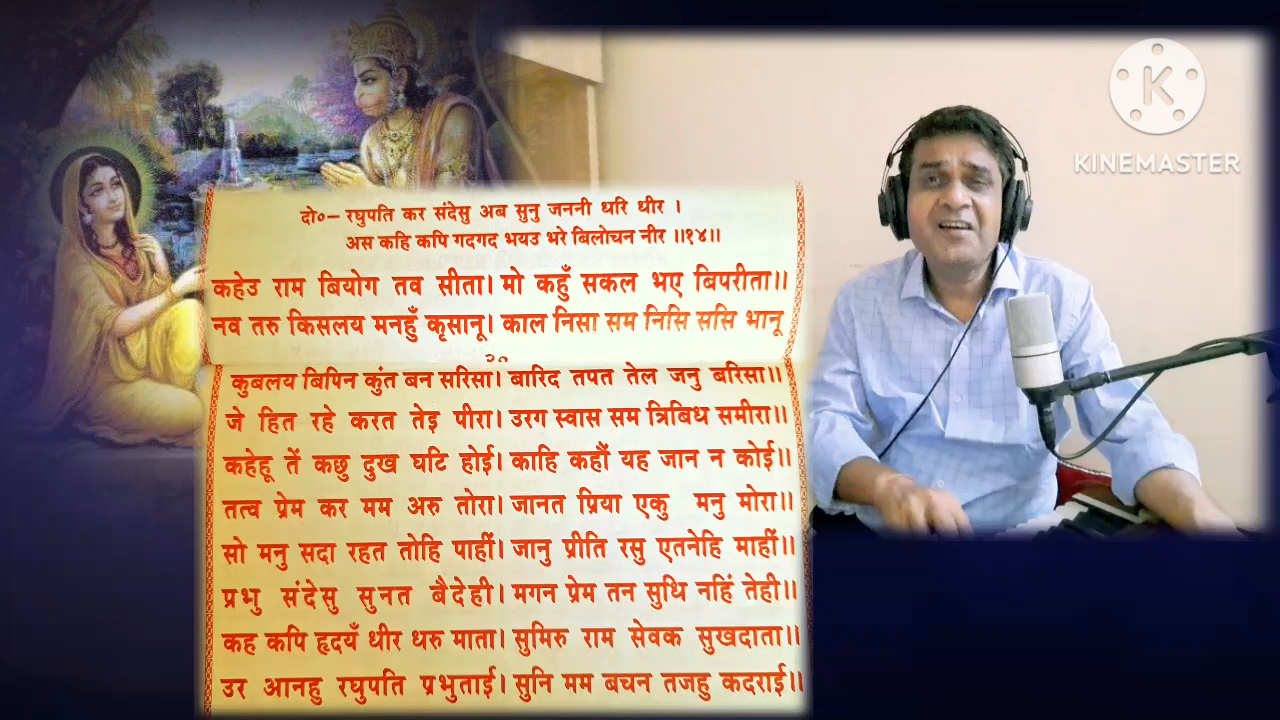 दो०– रघुपति कर संदेसु अब सुनु जननी धरि धीर ।
अस कहि कपि गदगद भयउ भरे बिलोचन नीर ॥१४॥
कहेउ राम बियोग तव सीता। मो कहुँ सकल भए बिपरीता॥
नव तरु किसलय मनहुँ कृसानू। काल निसा सम निसि ससि भानू
कुबलय बिपिन कुंत बन सरिसा। बारिद तपत तेल जनु बरिसा॥
जे हित रहे करत तेइ पीरा। उरग स्वास सम त्रिबिध समीरा॥
कहेहू तें कछु दुख घटि होई। काहि कहौं यह जान न कोई॥
तत्व प्रेम कर मम अरु तोरा। जानत प्रिया एकु मनु मोरा॥
सो मनु सदा रहत तोहि पाहीं। जानु प्रीति रसु एतनेहि माहीं॥
प्रभु संदेसु सुनत बैदेही। मगन प्रेम तन सुधि नहिं तेही॥
कह कपि हृदयँ धीर धरु माता। सुमिरु राम सेवक सुखदाता॥
उर आनहु रघुपति प्रभुताई। सुनि मम बचन तजहु कदराई॥
K
KINEMASTER